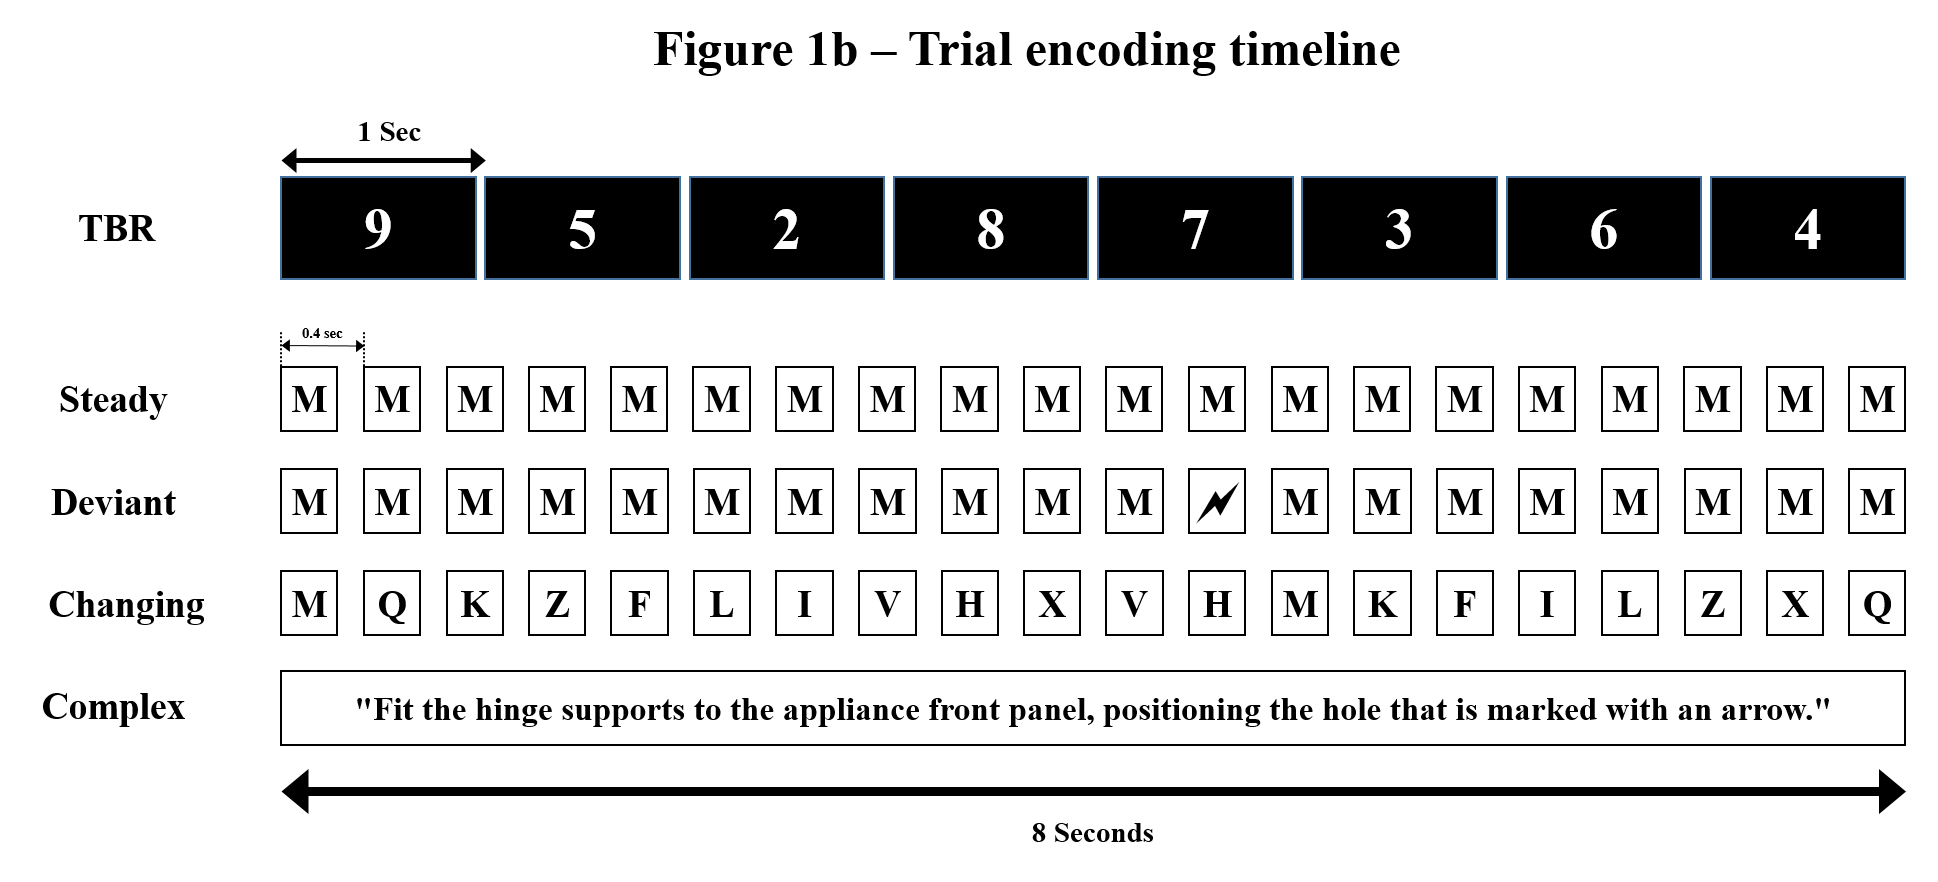 Figure 1b – Trial encoding timeline
1 Sec
TBR 9 5 2 8 7 3 6 4
0.4 sec
Steady M M M M M M M M M M M M M M M M M M M M
Deviant M M M M M M M M M M M M M M M M M M M
Changing M Q K Z F L I V H X V H M K F I L Z X Q
Complex "Fit the hinge supports to the appliance front panel, positioning the hole that is marked with an arrow."
8 Seconds